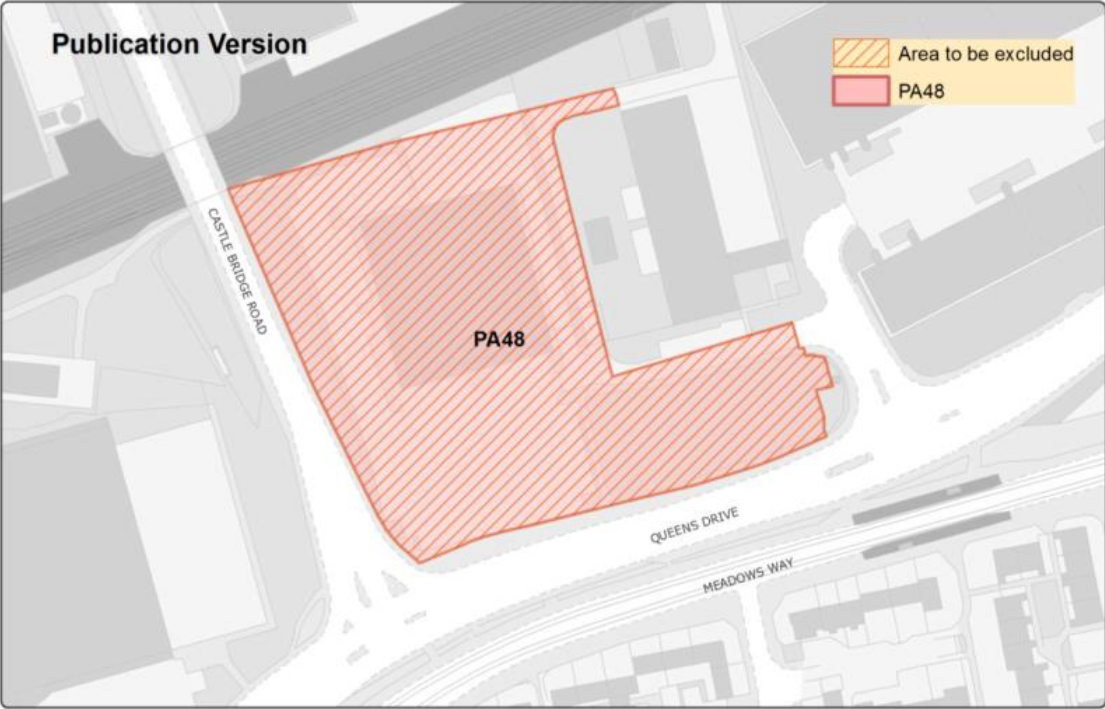 Publication Version
Area to be excluded
PA48
CASTLE BRIDGE ROAD
PA48
QUEENS DRIVE
MEADOWS WAY